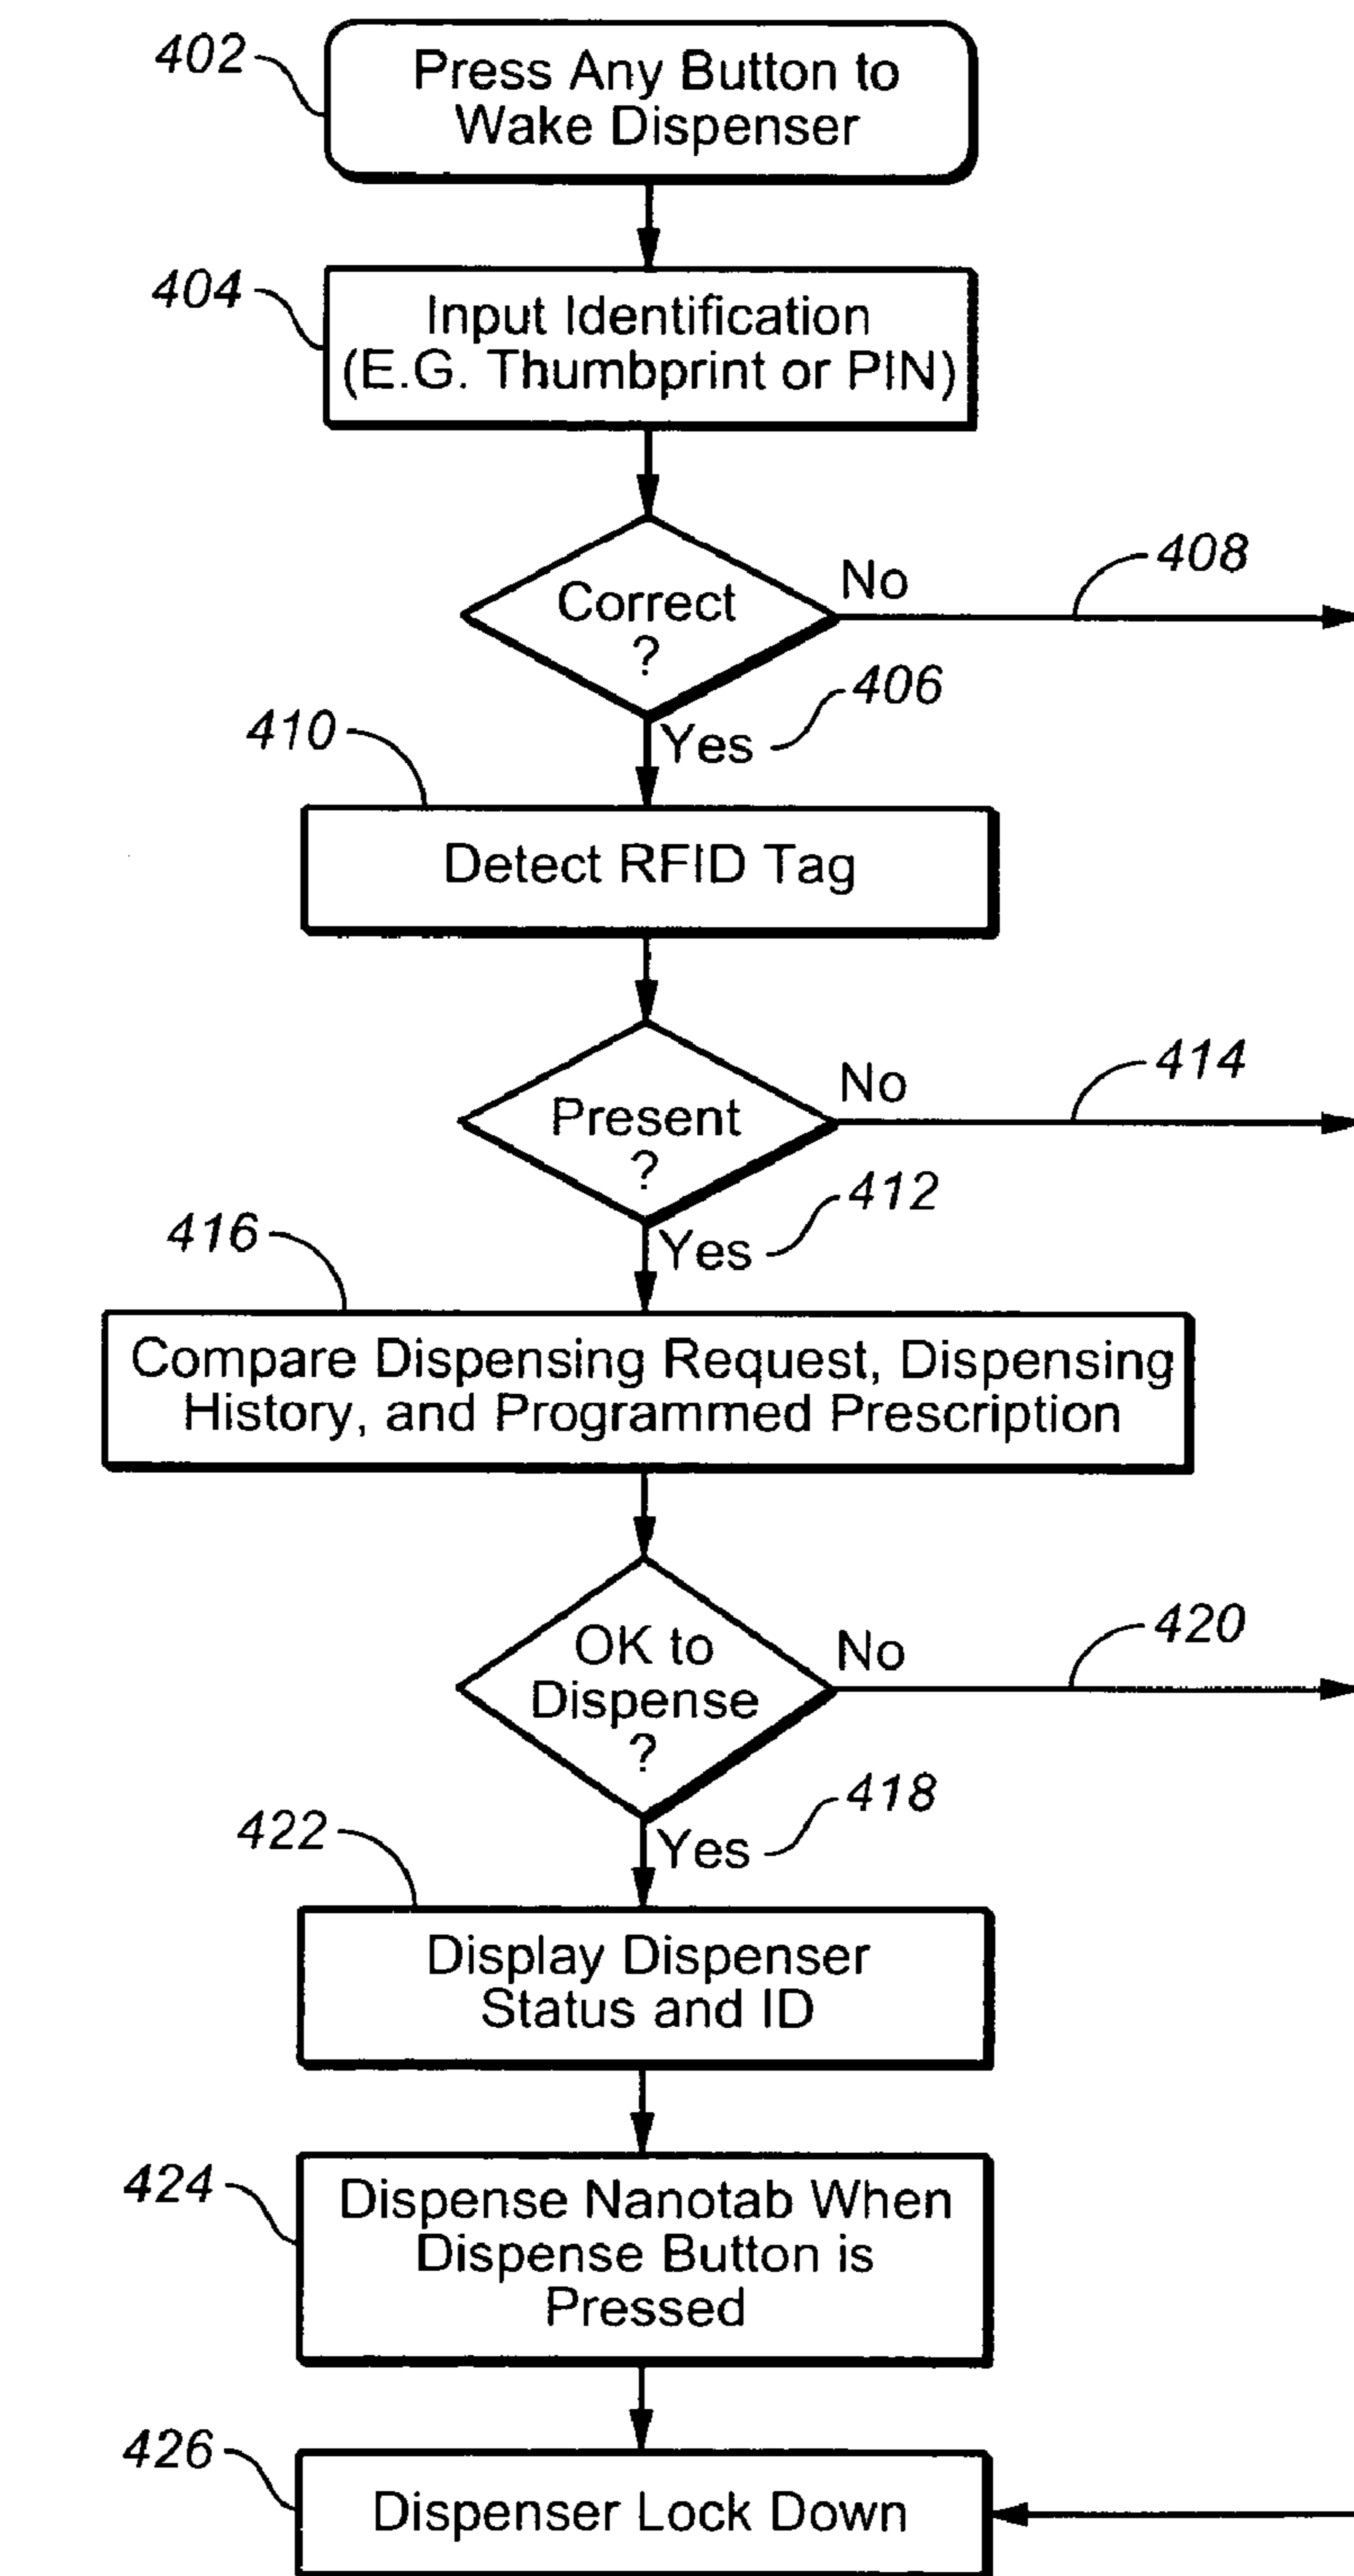 402
Press Any Button to
Wake Dispenser
404
Input Identification
(E.G. Thumbprint or PIN)
Correct
?
No
408
Yes
406
410
Detect RFID Tag
Present
?
No
414
Yes
412
416
Compare Dispensing Request, Dispensing
History, and Programmed Prescription
OK to
Dispense
?
No
420
Yes
418
422
Display Dispenser
Status and ID
424
Dispense Nanotab When
Dispense Button is
Pressed
426
Dispenser Lock Down